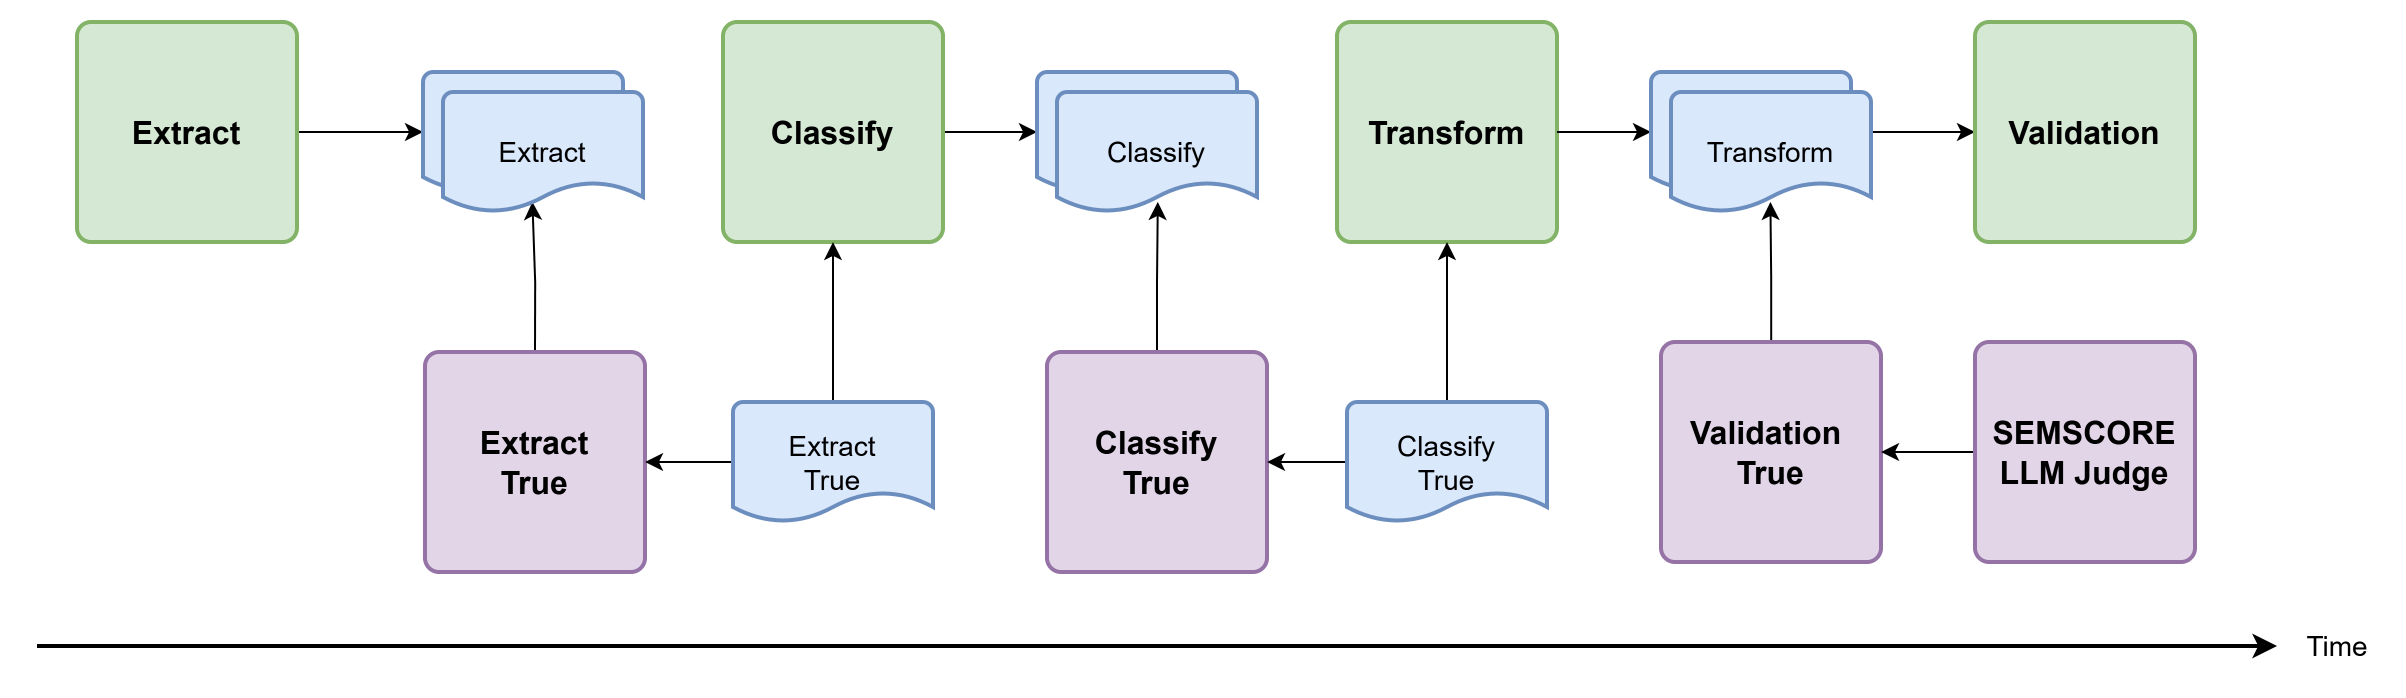 Extract
Extract
Classify
Classify
Transform
Transform
Validation
Extract
True
Extract
True
Classify
True
Classify
True
Validation
True
SEMSCORE
LLM Judge
Time